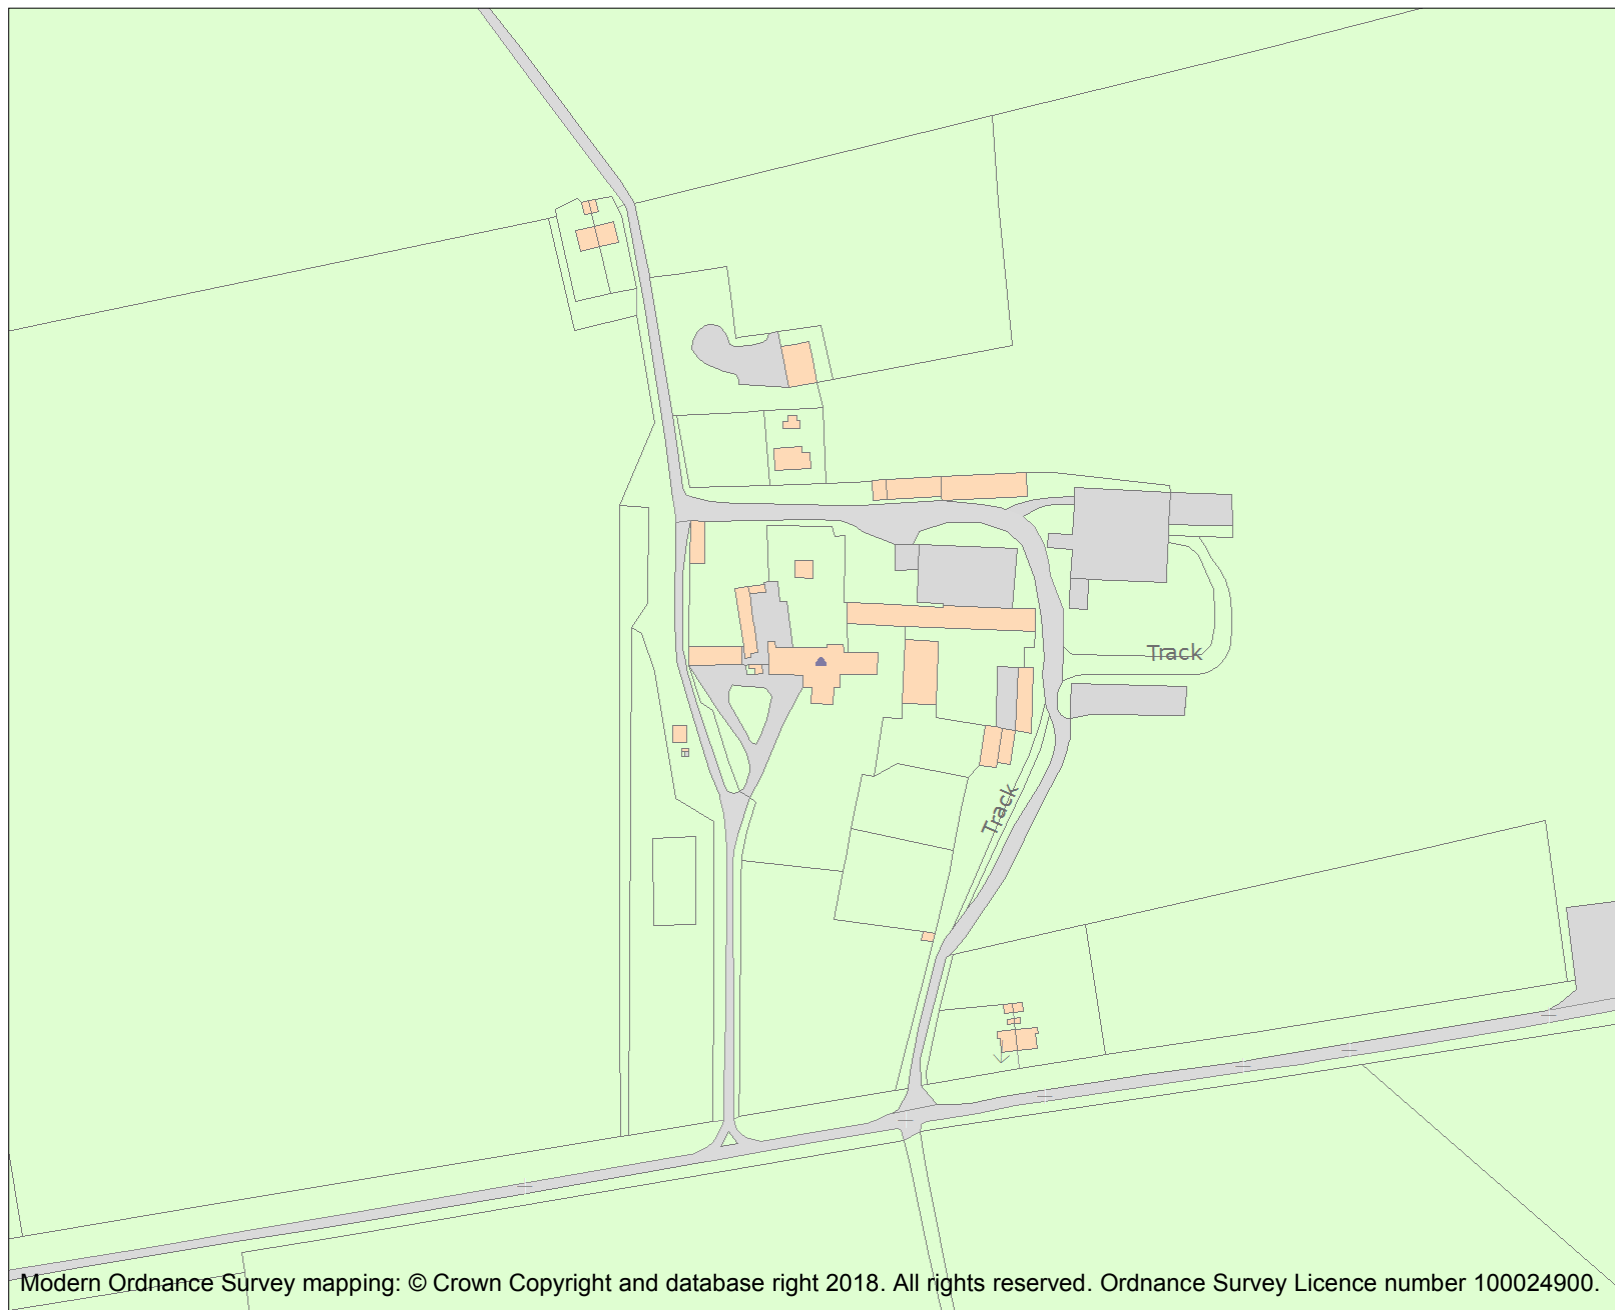 Track
Track
Modern Ordnance Survey mapping: © Crown Copyright and database right 2018. All rights reserved. Ordnance Survey Licence number 100024900.